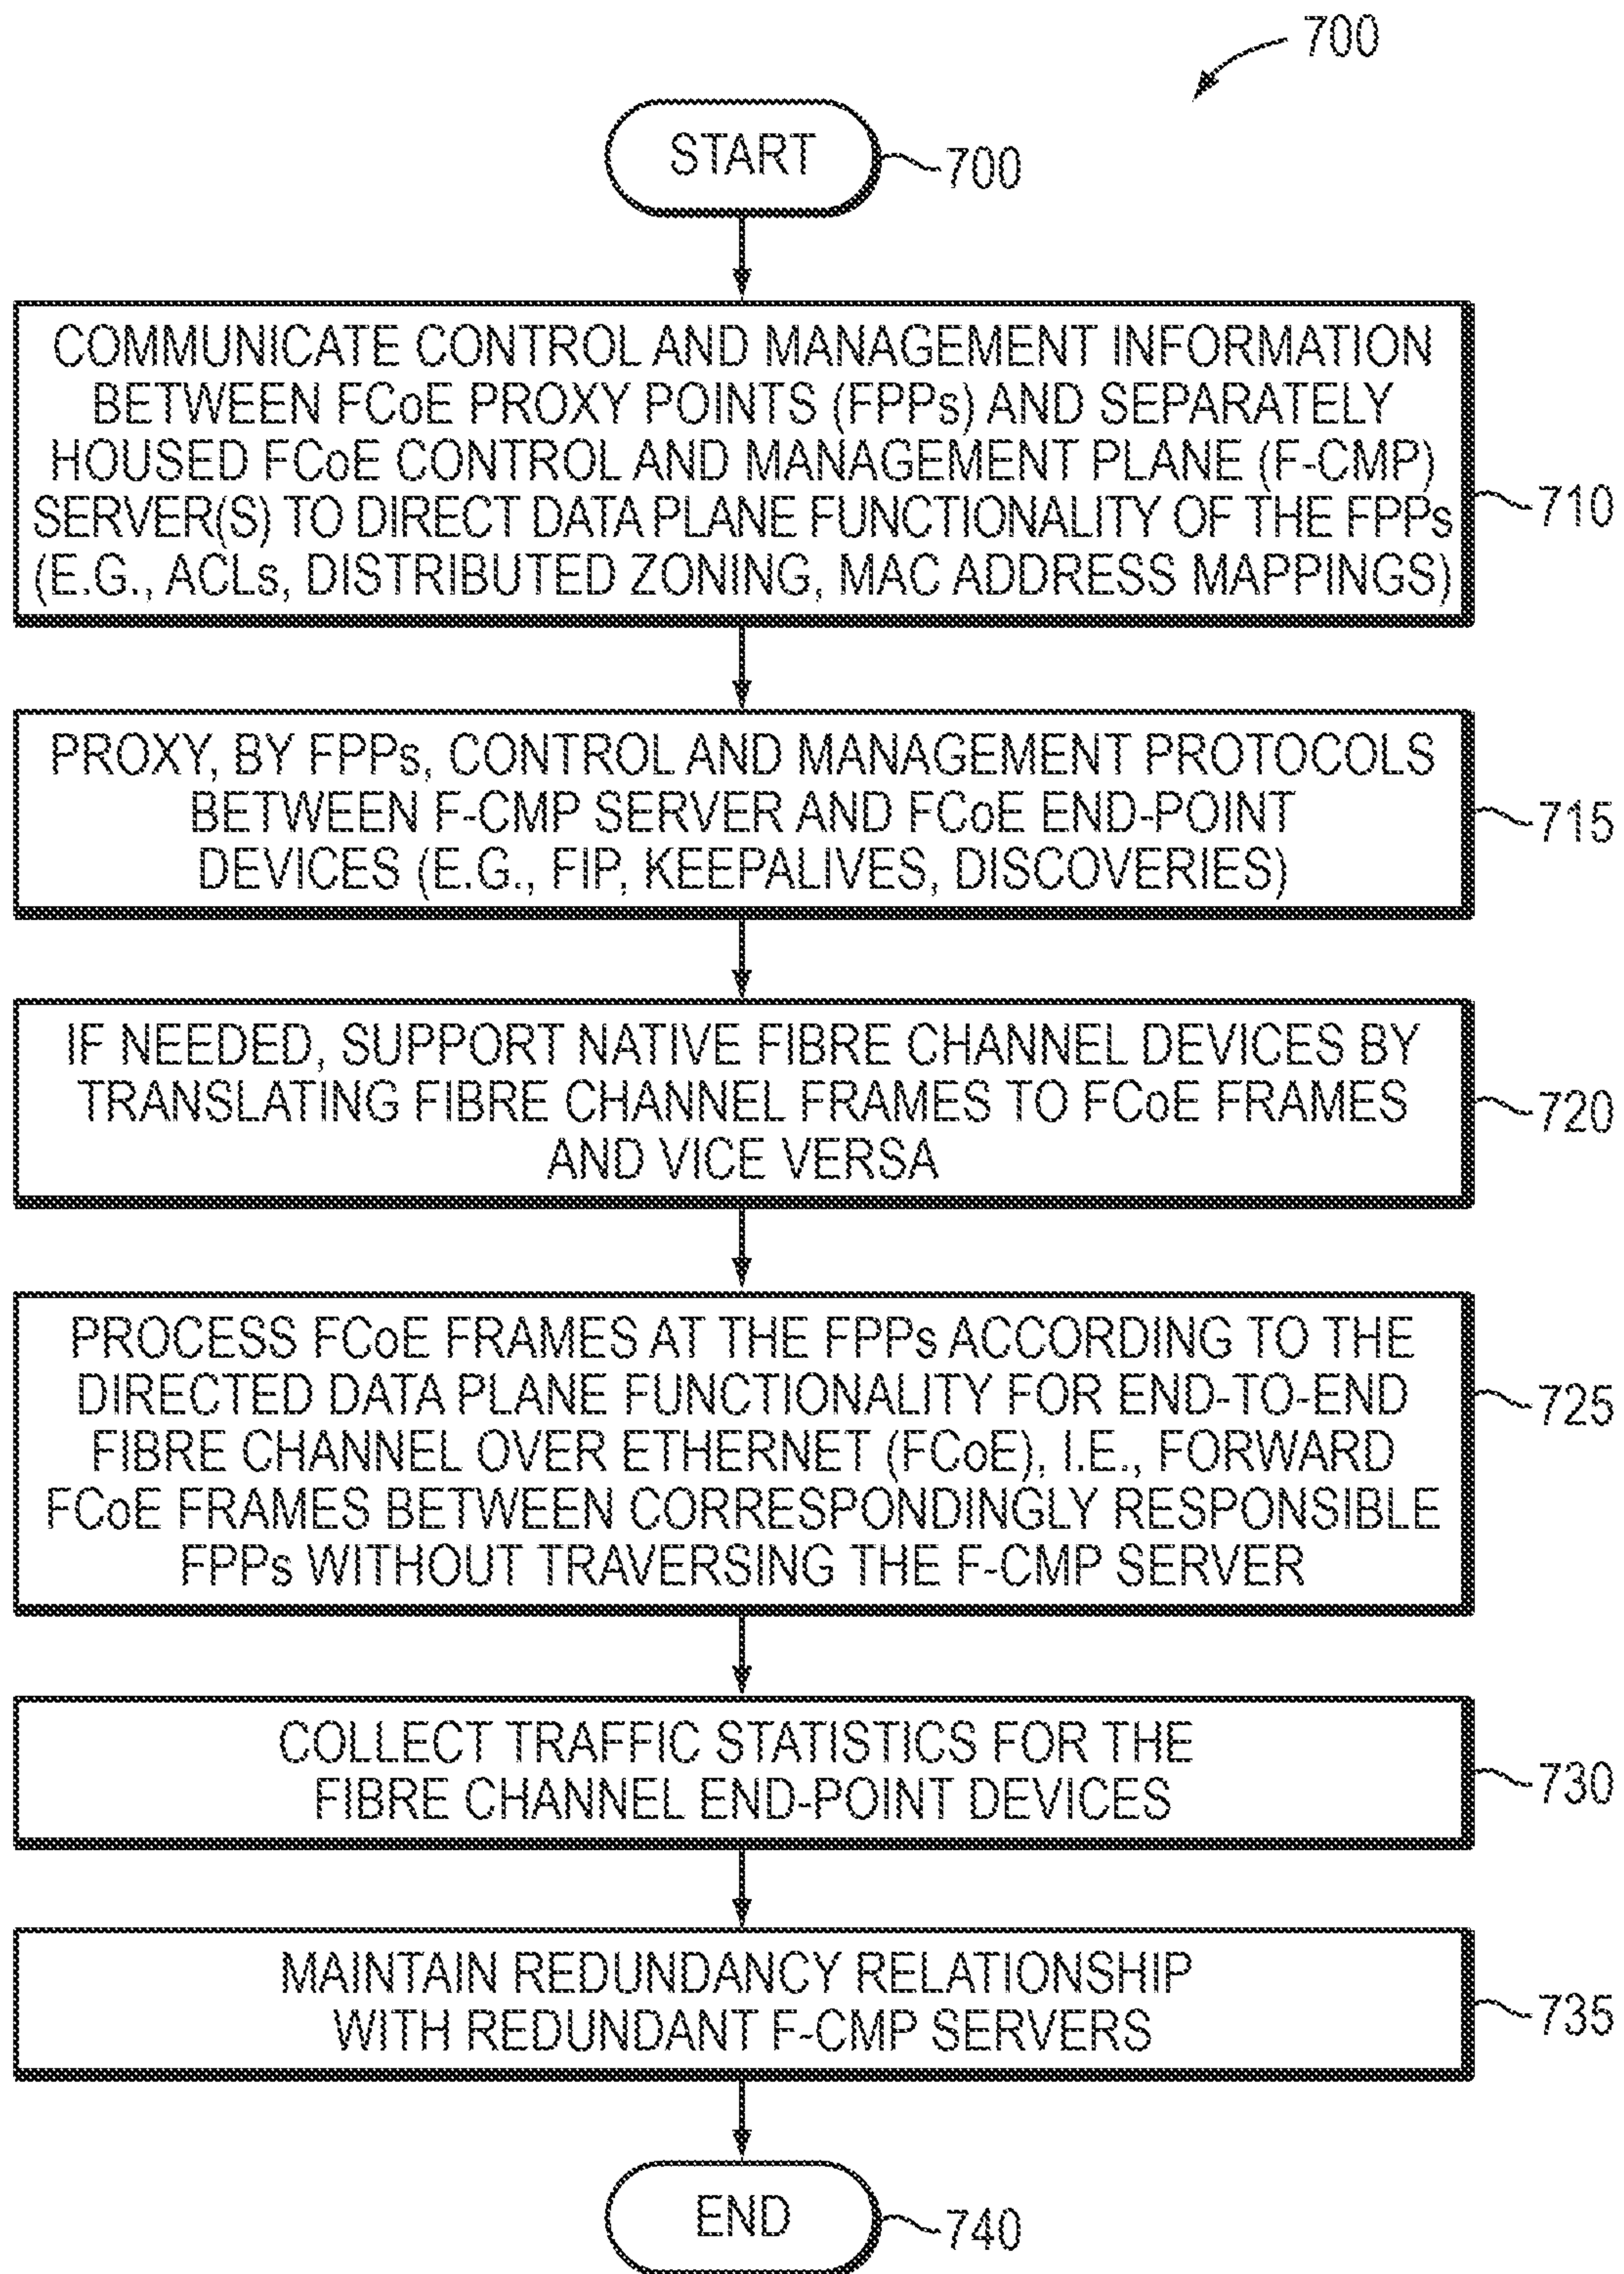 700
START
700
COMMUNICATE CONTROL AND MANAGEMENT INFORMATION
BETWEEN FCoE PROXY POINTS (FPPs) AND SEPARATELY
HOUSED FCoE CONTROL AND MANAGEMENT PLANE (F-CMP)
SERVER(S) TO DIRECT DATA PLANE FUNCTIONALITY OF THE FPPs
(E.G., ACLs, DISTRIBUTED ZONING, MAC ADDRESS MAPPINGS)
710
PROXY, BY FPPs, CONTROL AND MANAGEMENT PROTOCOLS
BETWEEN F-CMP SERVER AND FCoE END-POINT
DEVICES (E.G., FIP, KEEPALIVES, DISCOVERIES)
715
IF NEEDED, SUPPORT NATIVE FIBRE CHANNEL DEVICES BY
TRANSLATING FIBRE CHANNEL FRAMES TO FCoE FRAMES
AND VICE VERSA
720
PROCESS FCoE FRAMES AT THE FPPs ACCORDING TO THE
DIRECTED DATA PLANE FUNCTIONALITY FOR END-TO-END
FIBRE CHANNEL OVER ETHERNET (FCoE), I.E., FORWARD
FCoE FRAMES BETWEEN CORRESPONDINGLY RESPONSIBLE
FPPs WITHOUT TRAVERSING THE F-CMP SERVER
725
COLLECT TRAFFIC STATISTICS FOR THE
FIBRE CHANNEL END-POINT DEVICES
730
MAINTAIN REDUNDANCY RELATIONSHIP
WITH REDUNDANT F-CMP SERVERS
735
END
740